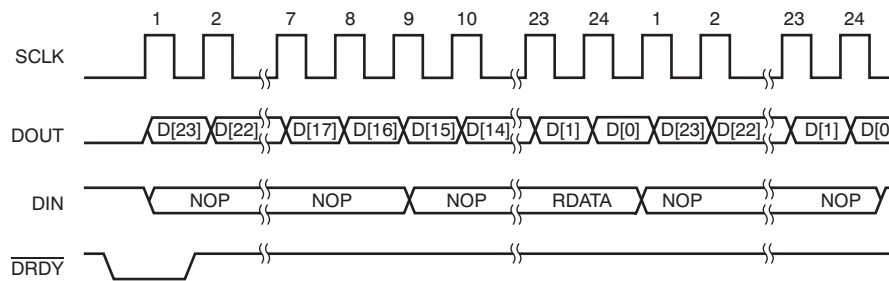 1 2 7 8 9 10 23 24 1 2 23 24
SCLK
DOUT D[23] D[22] D[17] D[16] D[15] D[14] D[1] D[0] D[23] D[22] D[1] D[0
DIN NOP NOP NOP RDATA NOP NOP
DRDY